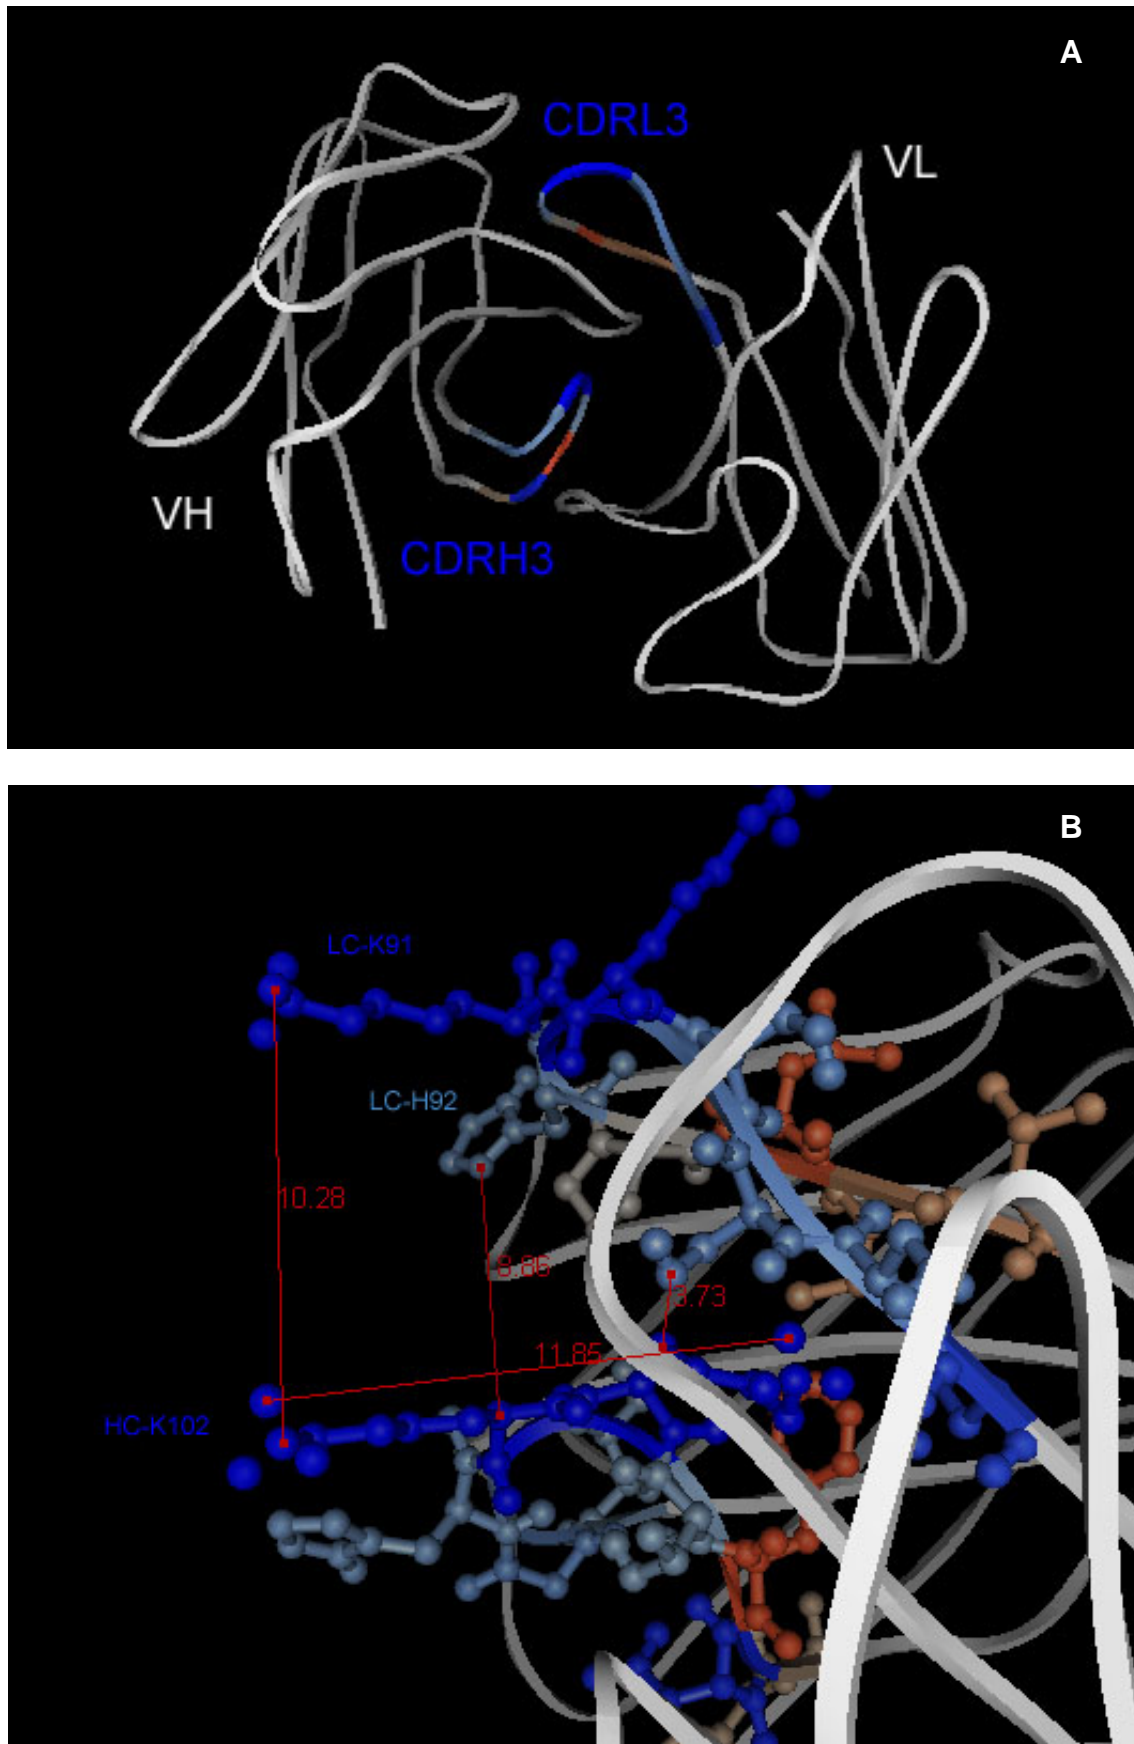 A
CDRL3
VL
VH
CDRH3
B
LC-K91
LC-H92
10.28
8.86
3.73
11.85
HC-K102